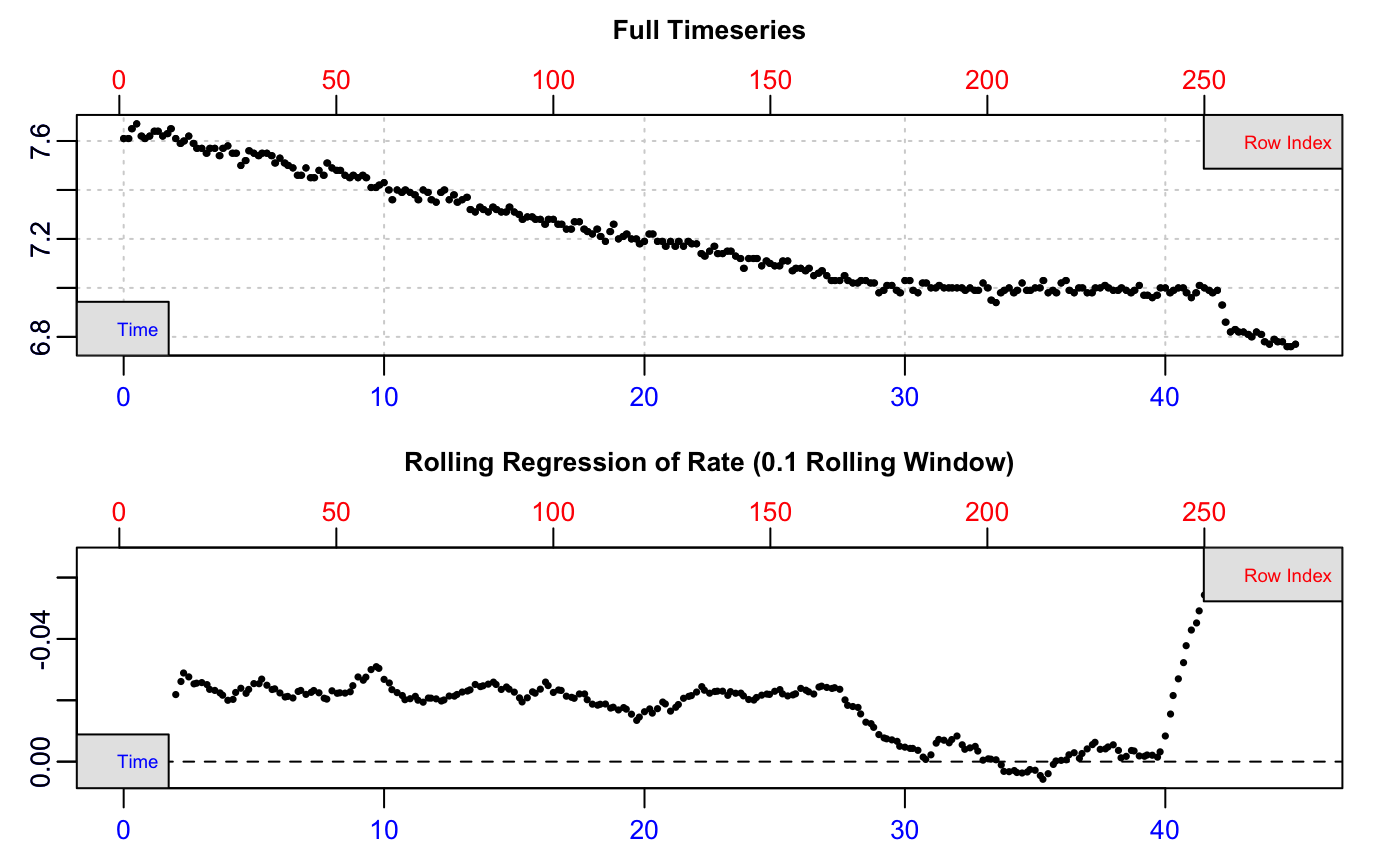 Full Timeseries
0 50 100 150 200 250
Row Index
7.6
7.2
6.8
Time
0 10 20 30 40
Rolling Regression of Rate (0.1 Rolling Window)
0 50 100 150 200 250
Row Index
-0.04
0.00
Time
0 10 20 30 40